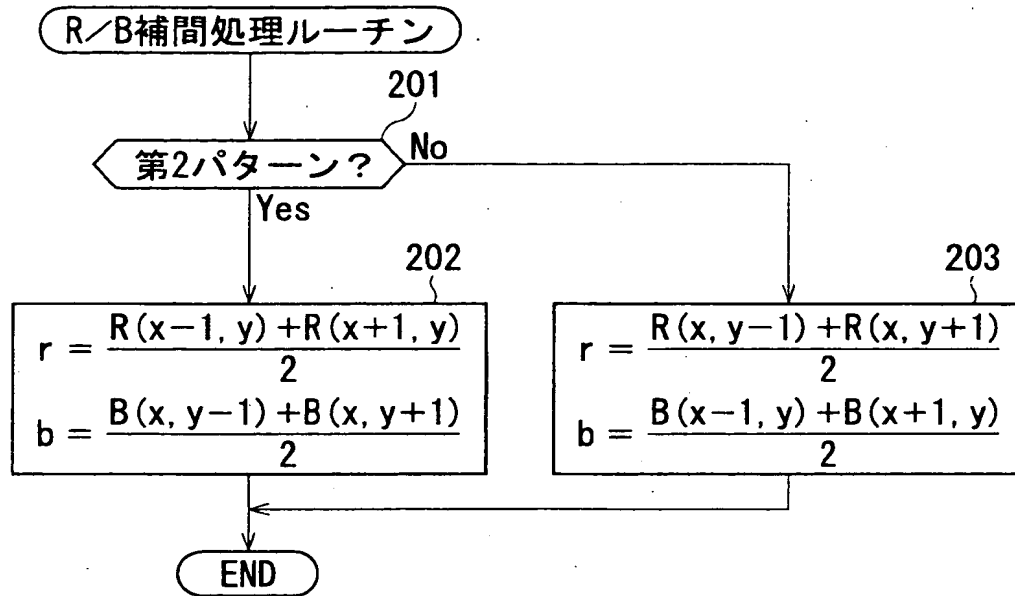 R/B補間処理ルーチン
201
第2パターン?
No
Yes
202
r = R(x-1, y)+R(x+1, y) / 2
b = B(x, y-1)+B(x, y+1) / 2
203
r = R(x, y-1)+R(x, y+1) / 2
b = B(x-1, y)+B(x+1, y) / 2
END